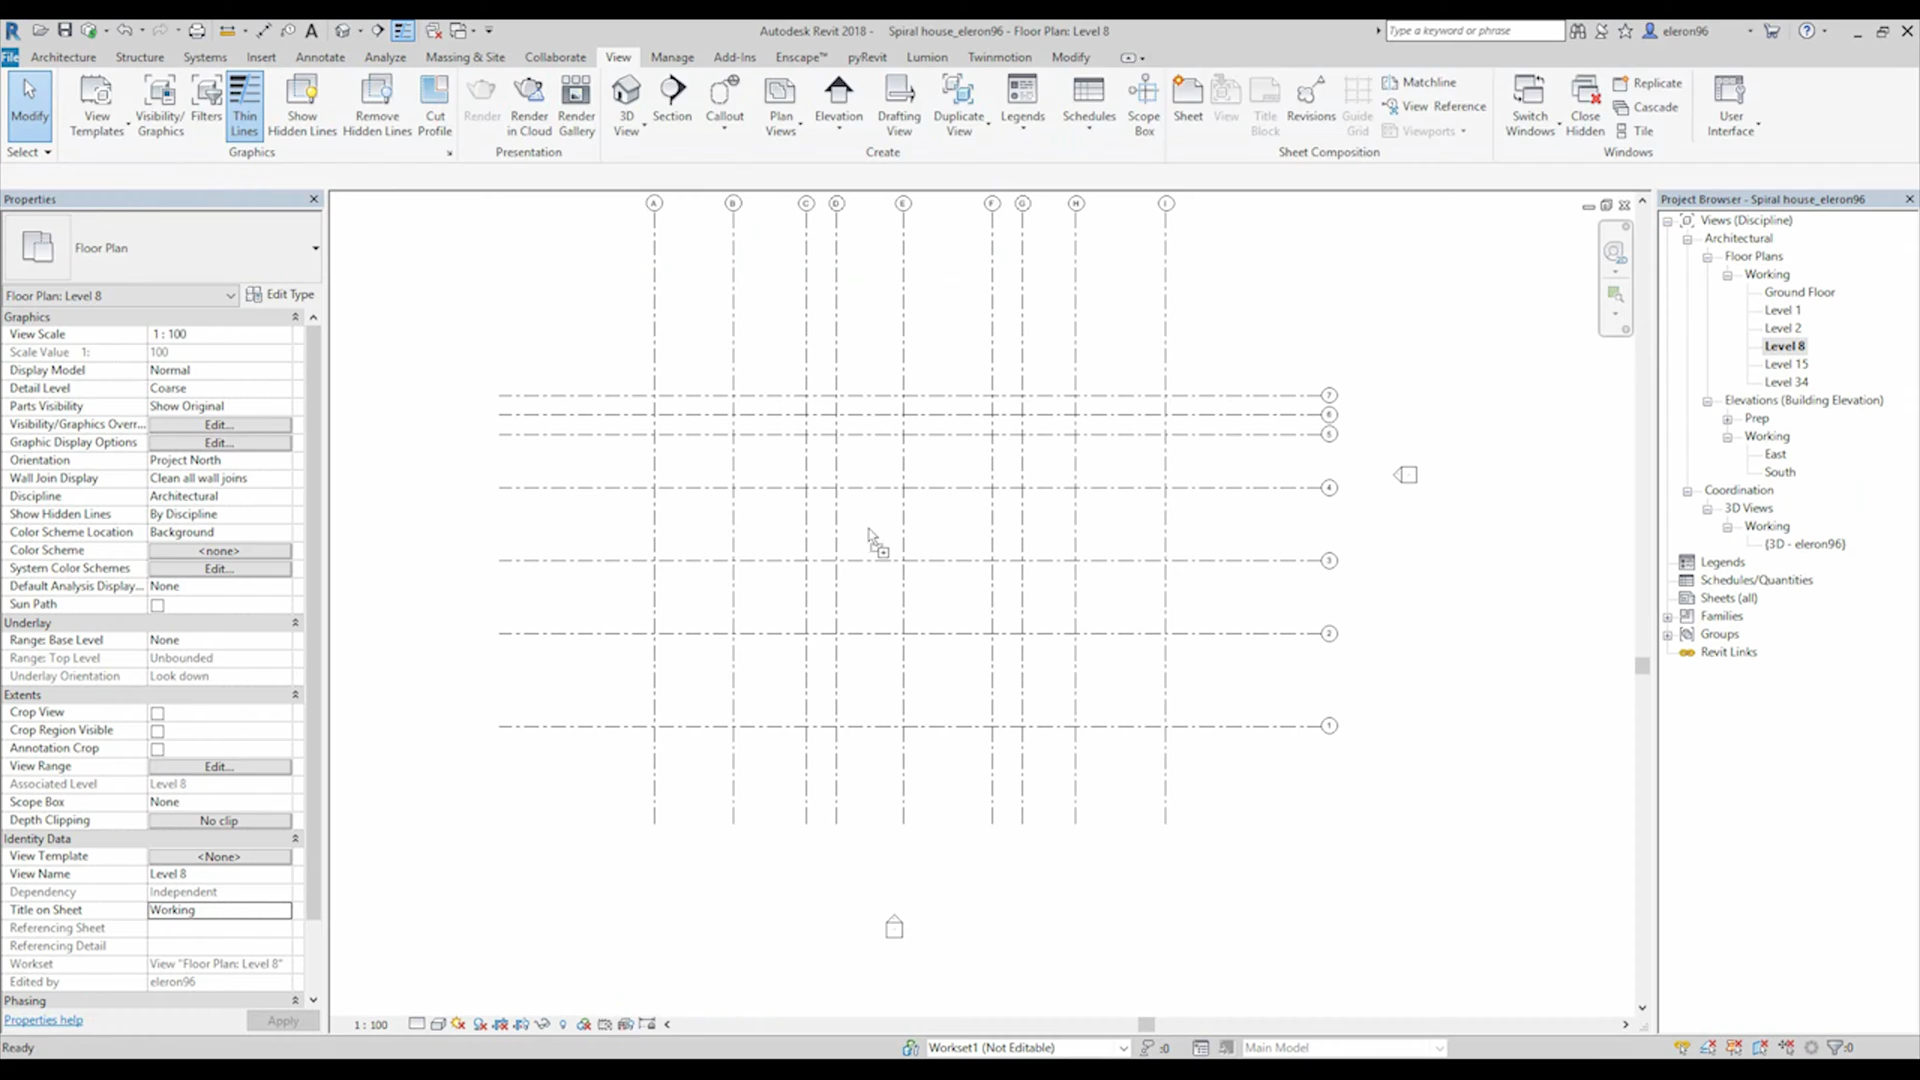 Autodesk Revit 2018 - Spiral house_eleron96 - Floor Plan: Level 8
Type a keyword or phrase
eleron96
File Architecture Structure Systems Insert Annotate Analyze Massing & Site Collaborate View Manage Add-Ins Enscape™ pyRevit Lumion Twinmotion Modify
Modify
View Templates
Visibility/ Graphics
Filters
Thin Lines
Show Hidden Lines
Remove Hidden Lines
Cut Profile
Render
Render in Cloud
Render Gallery
3D View
Section
Callout
Plan Views
Elevation
Drafting View
Duplicate View
Legends
Schedules
Scope Box
Sheet
View
Title Block
Revisions
Guide Grid
Matchline
View Reference
Viewports
Switch Windows
Close Hidden
Replicate
Cascade
Tile
User Interface
Select
Graphics
Presentation
Create
Sheet Composition
Windows
Properties
Floor Plan
Floor Plan: Level 8
Edit Type
Graphics
View Scale 1 : 100
Scale Value 1: 100
Display Model Normal
Detail Level Coarse
Parts Visibility Show Original
Visibility/Graphics Overr... Edit...
Graphic Display Options Edit...
Orientation Project North
Wall Join Display Clean all wall joins
Discipline Architectural
Show Hidden Lines By Discipline
Color Scheme Location Background
Color Scheme <none>
System Color Schemes Edit...
Default Analysis Display... None
Sun Path
Underlay
Range: Base Level None
Range: Top Level Unbounded
Underlay Orientation Look down
Extents
Crop View
Crop Region Visible
Annotation Crop
View Range Edit...
Associated Level Level 8
Scope Box None
Depth Clipping No clip
Identity Data
View Template <None>
View Name Level 8
Dependency Independent
Title on Sheet Working
Referencing Sheet
Referencing Detail
Workset View "Floor Plan: Level 8"
Edited by eleron96
Phasing
Properties help
Apply
A B C D E F G H I
7
6
5
4
3
2
1
2D
Project Browser - Spiral house_eleron96
Views (Discipline)
Architectural
Floor Plans
Working
Ground Floor
Level 1
Level 2
Level 8
Level 15
Level 34
Elevations (Building Elevation)
Prep
Working
East
South
Coordination
3D Views
Working
{3D - eleron96}
Legends
Schedules/Quantities
Sheets (all)
Families
Groups
Revit Links
1 : 100
Ready
Workset1 (Not Editable)
:0
Main Model
:0